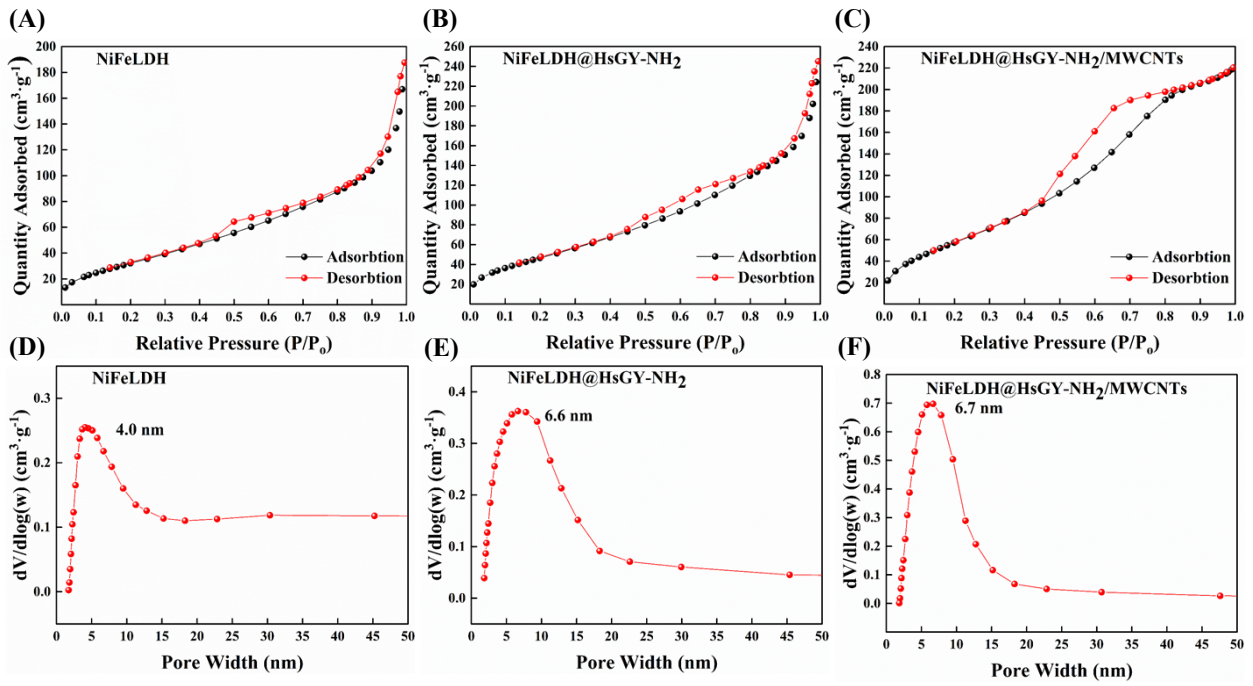 (A)
NiFeLDH
Quantity Adsorbed (cm³·g⁻¹)
200
180
160
140
120
100
80
60
40
20
0.0 0.1 0.2 0.3 0.4 0.5 0.6 0.7 0.8 0.9 1.0
Adsorbtion
Desorbtion
Relative Pressure (P/Po)
(B)
NiFeLDH@HsGY-NH₂
Quantity Adsorbed (cm³·g⁻¹)
260
240
220
200
180
160
140
120
100
80
60
40
20
0.0 0.1 0.2 0.3 0.4 0.5 0.6 0.7 0.8 0.9 1.0
Adsorbtion
Desorbtion
Relative Pressure (P/Po)
(C)
NiFeLDH@HsGY-NH₂/MWCNTs
Quantity Adsorbed (cm³·g⁻¹)
240
220
200
180
160
140
120
100
80
60
40
20
0.0 0.1 0.2 0.3 0.4 0.5 0.6 0.7 0.8 0.9 1.0
Adsorbtion
Desorbtion
Relative Pressure (P/Po)
(D)
NiFeLDH
4.0 nm
dV/dlog(w) (cm³·g⁻¹)
0.3
0.2
0.1
0.0
0 5 10 15 20 25 30 35 40 45 50
Pore Width (nm)
(E)
NiFeLDH@HsGY-NH₂
6.6 nm
dV/dlog(w) (cm³·g⁻¹)
0.4
0.3
0.2
0.1
0.0
0 5 10 15 20 25 30 35 40 45 50
Pore Width (nm)
(F)
NiFeLDH@HsGY-NH₂/MWCNTs
6.7 nm
dV/dlog(w) (cm³·g⁻¹)
0.7
0.6
0.5
0.4
0.3
0.2
0.1
0.0
0 5 10 15 20 25 30 35 40 45 50
Pore Width (nm)